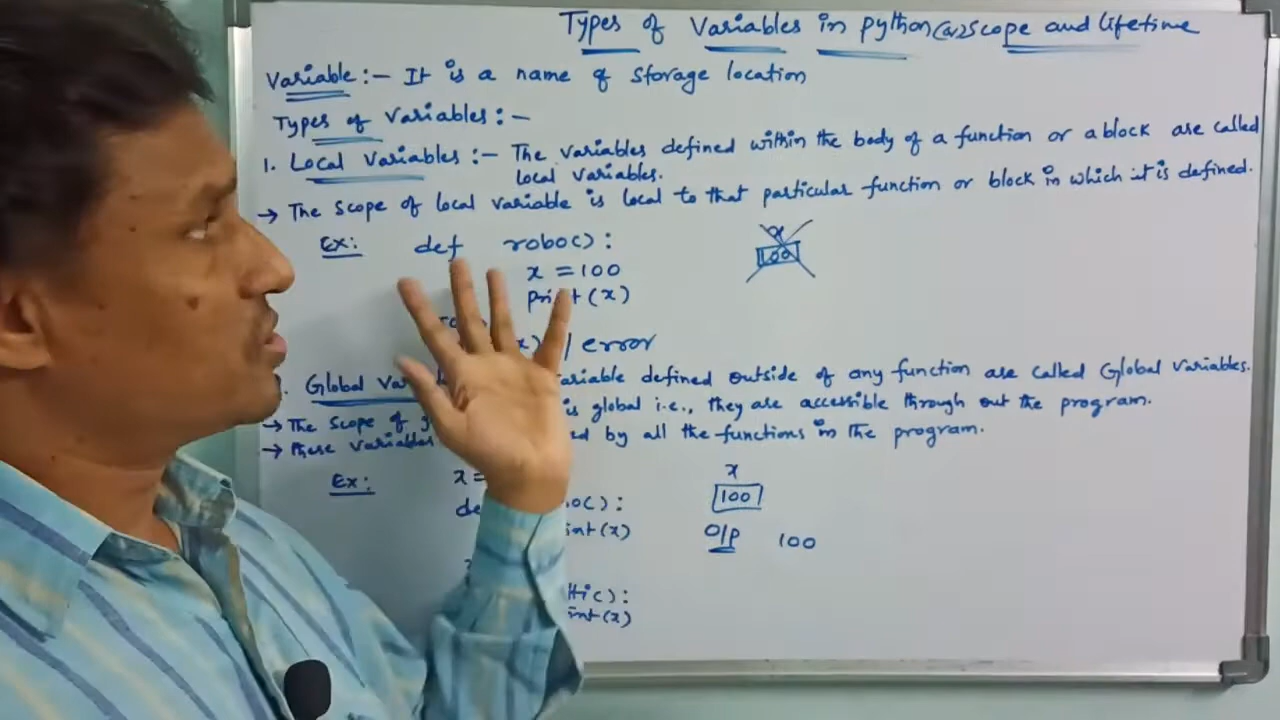 Types of Variables in python (or) Scope and lifetime
Variable :- It is a name of storage location
Types of Variables :-
1. Local Variables :- The variables defined within the body of a function or a block are called
local variables.
→ The scope of local variable is local to that particular function or block in which it is defined.
Ex: def robo():
x = 100
print(x)
x
100
/ error
Global Var ariable defined outside of any function are called Global Variables.
→ The scope of g is global i.e., they are accessible through out the program.
→ These variables ed by all the functions in the program.
Ex: x =
de oc():
int(x)
x
100
O/P 100
tti():
int(x)